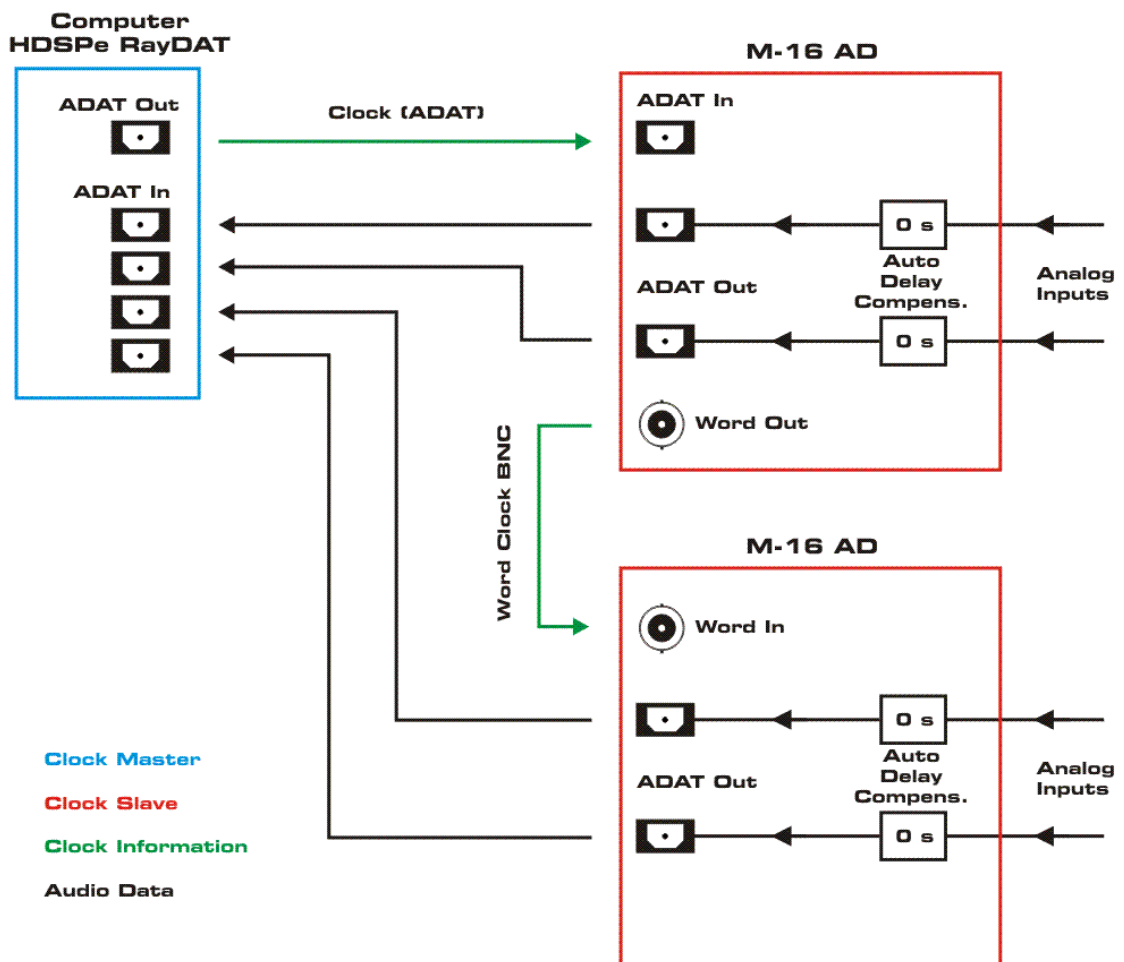 Computer
HDSPe RayDAT
ADAT Out
ADAT In
Clock (ADAT)
M-16 AD
ADAT In
0 s
Auto
Delay
Compens.
ADAT Out
0 s
Analog
Inputs
Word Out
Word Clock BNC
M-16 AD
Word In
0 s
Auto
Delay
Compens.
ADAT Out
0 s
Analog
Inputs
Clock Master
Clock Slave
Clock Information
Audio Data